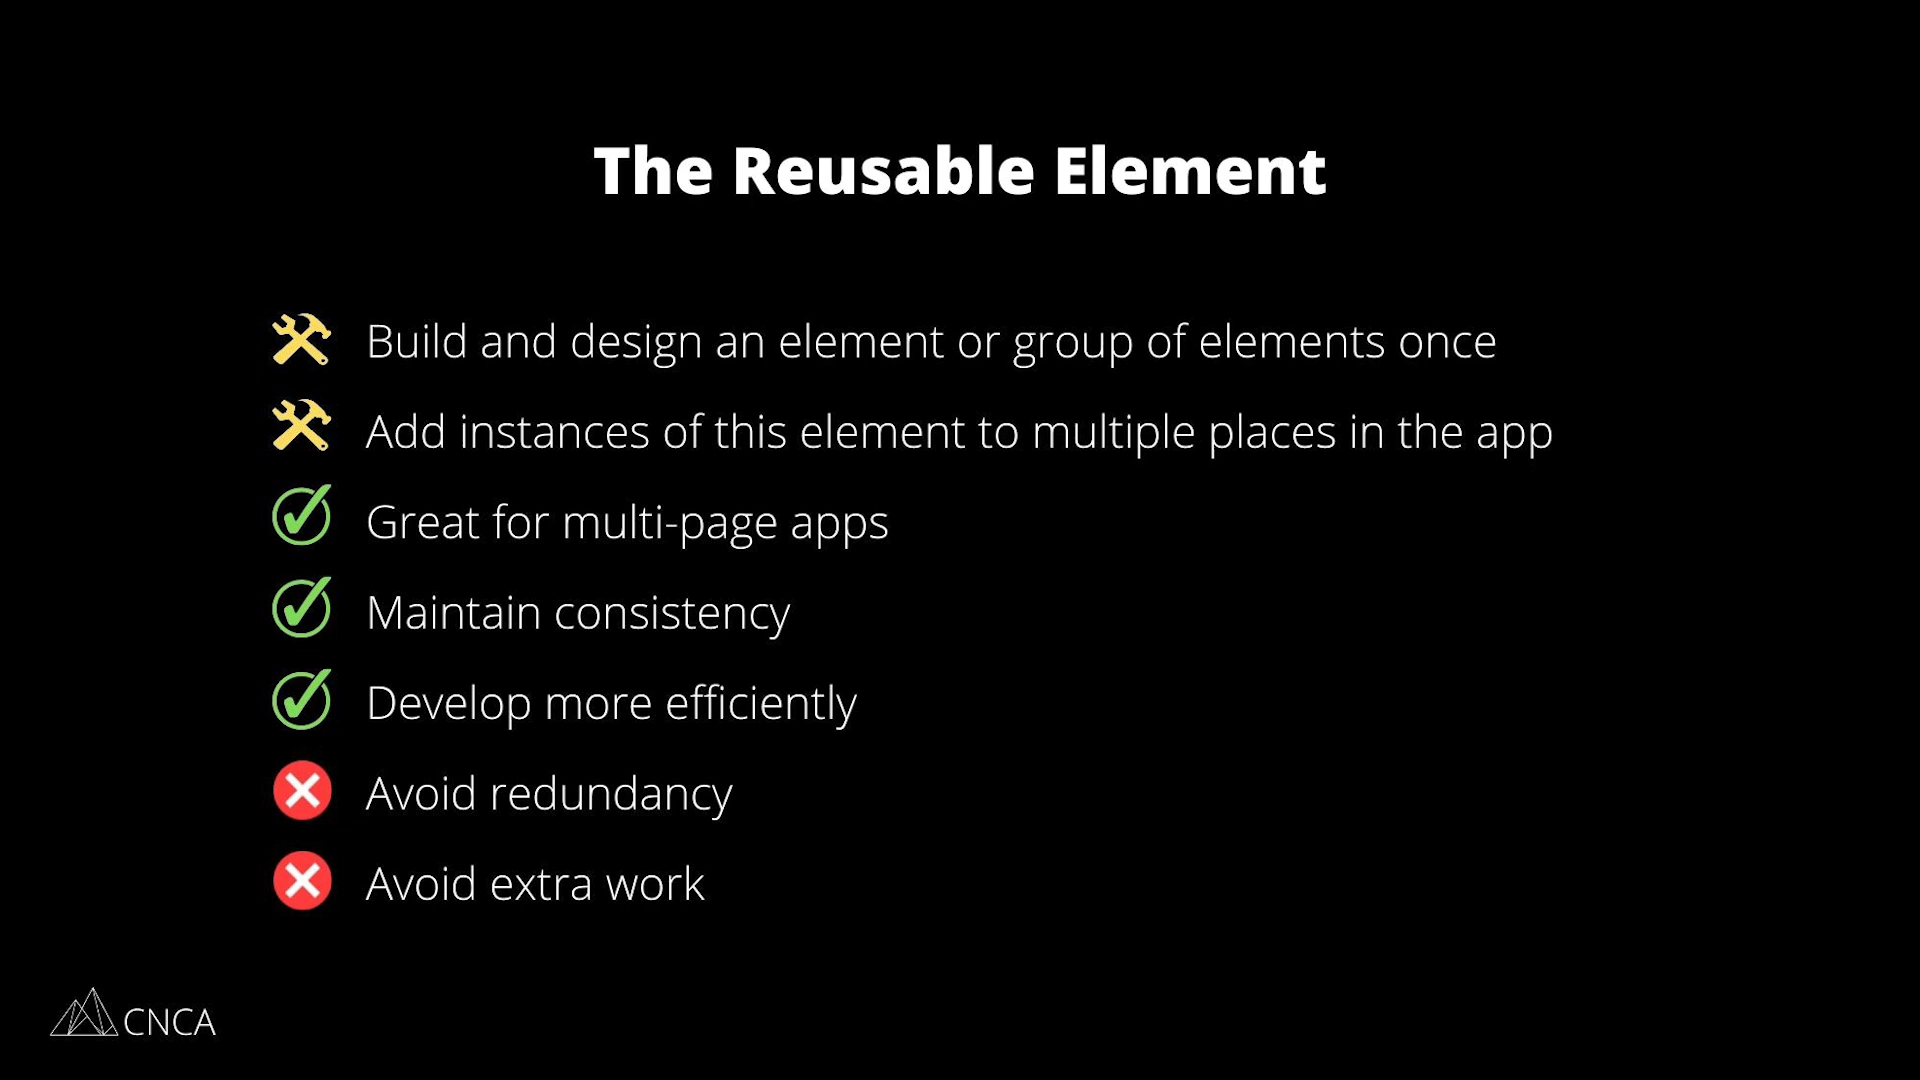 The Reusable Element
Build and design an element or group of elements once
Add instances of this element to multiple places in the app
Great for multi-page apps
Maintain consistency
Develop more efficiently
Avoid redundancy
Avoid extra work
CNCA